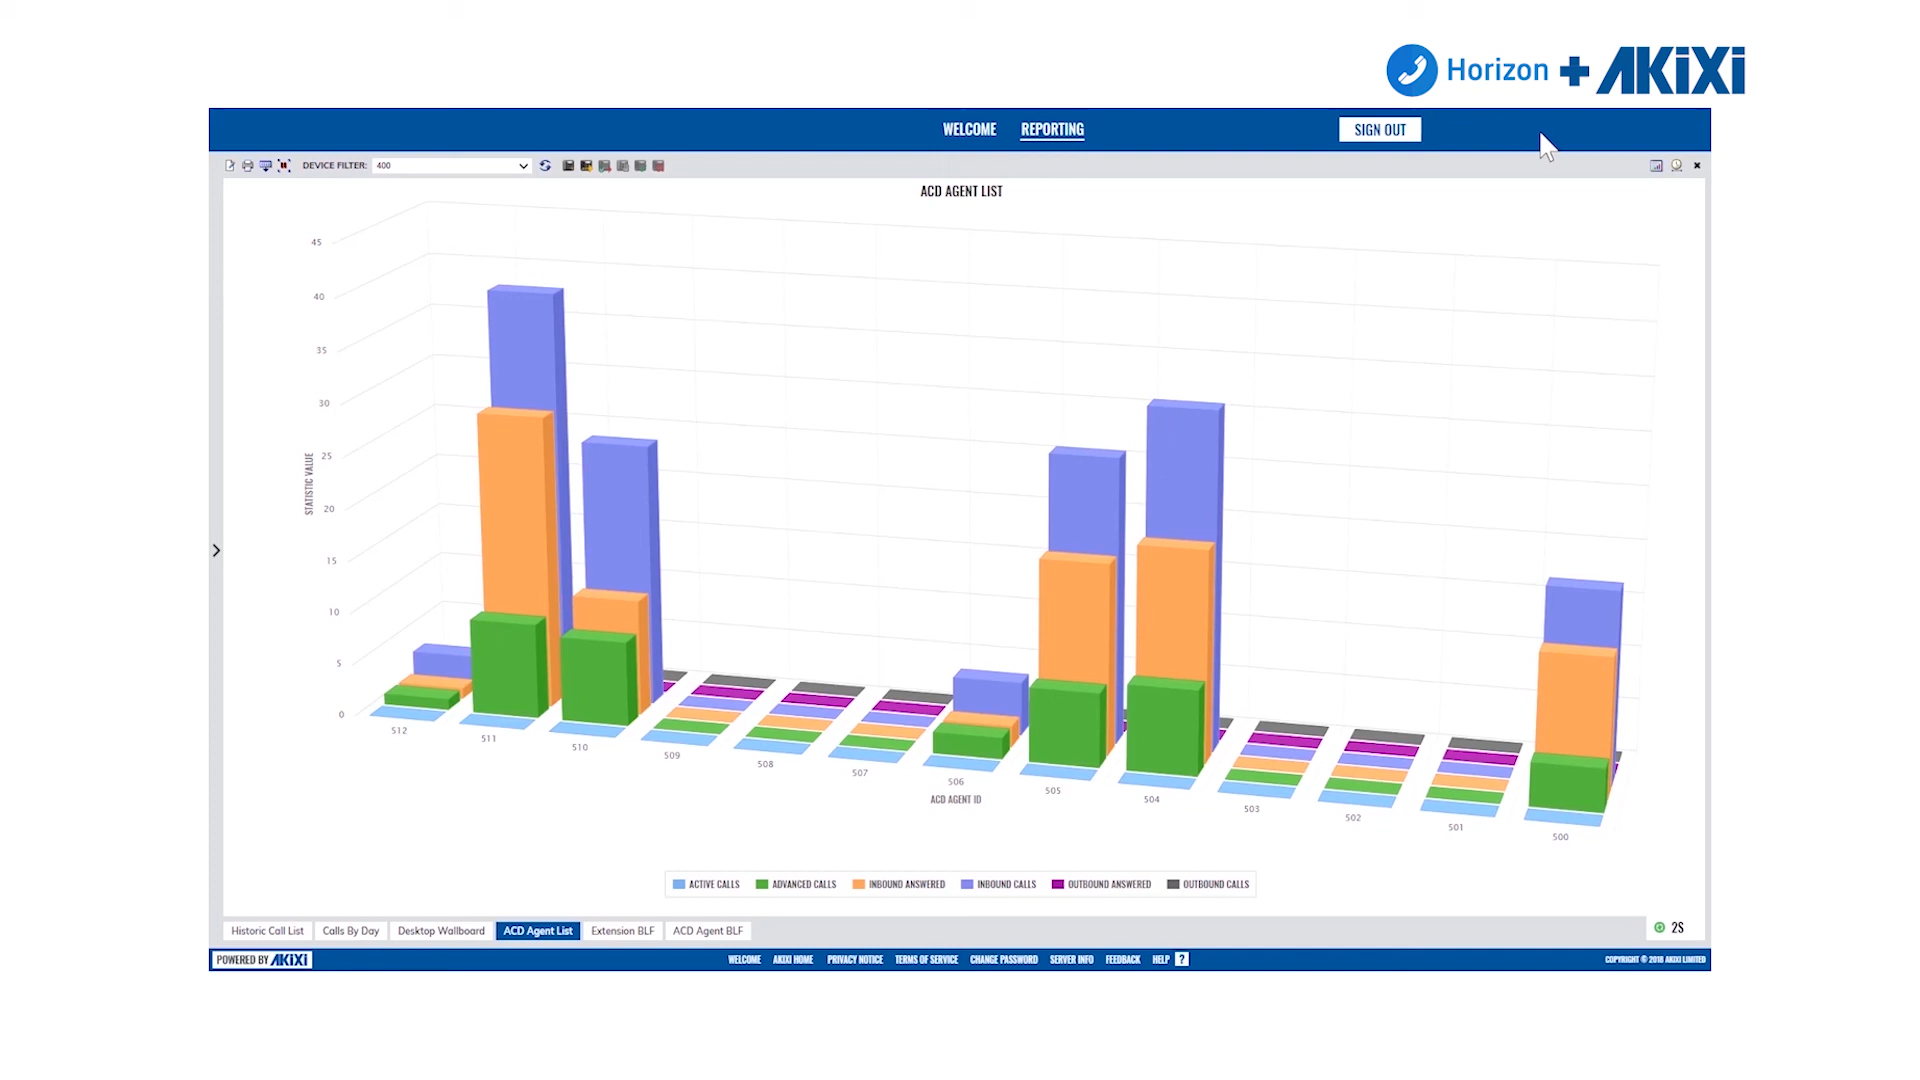 Horizon + AKiXi
WELCOME REPORTING SIGN OUT
DEVICE FILTER: 400
ACD AGENT LIST
45
40
35
30
25
20
15
10
5
0
STATISTIC VALUE
512 511 510 509 508 507 506 505 504 503 502 501 500
ACD AGENT ID
ACTIVE CALLS ADVANCED CALLS INBOUND ANSWERED INBOUND CALLS OUTBOUND ANSWERED OUTBOUND CALLS
Historic Call List Calls By Day Desktop Wallboard ACD Agent List Extension BLF ACD Agent BLF 2S
POWERED BY AKiXi WELCOME AKIXI HOME PRIVACY NOTICE TERMS OF SERVICE CHANGE PASSWORD SERVER INFO FEEDBACK HELP ? COPYRIGHT © 2018 AKIXI LIMITED